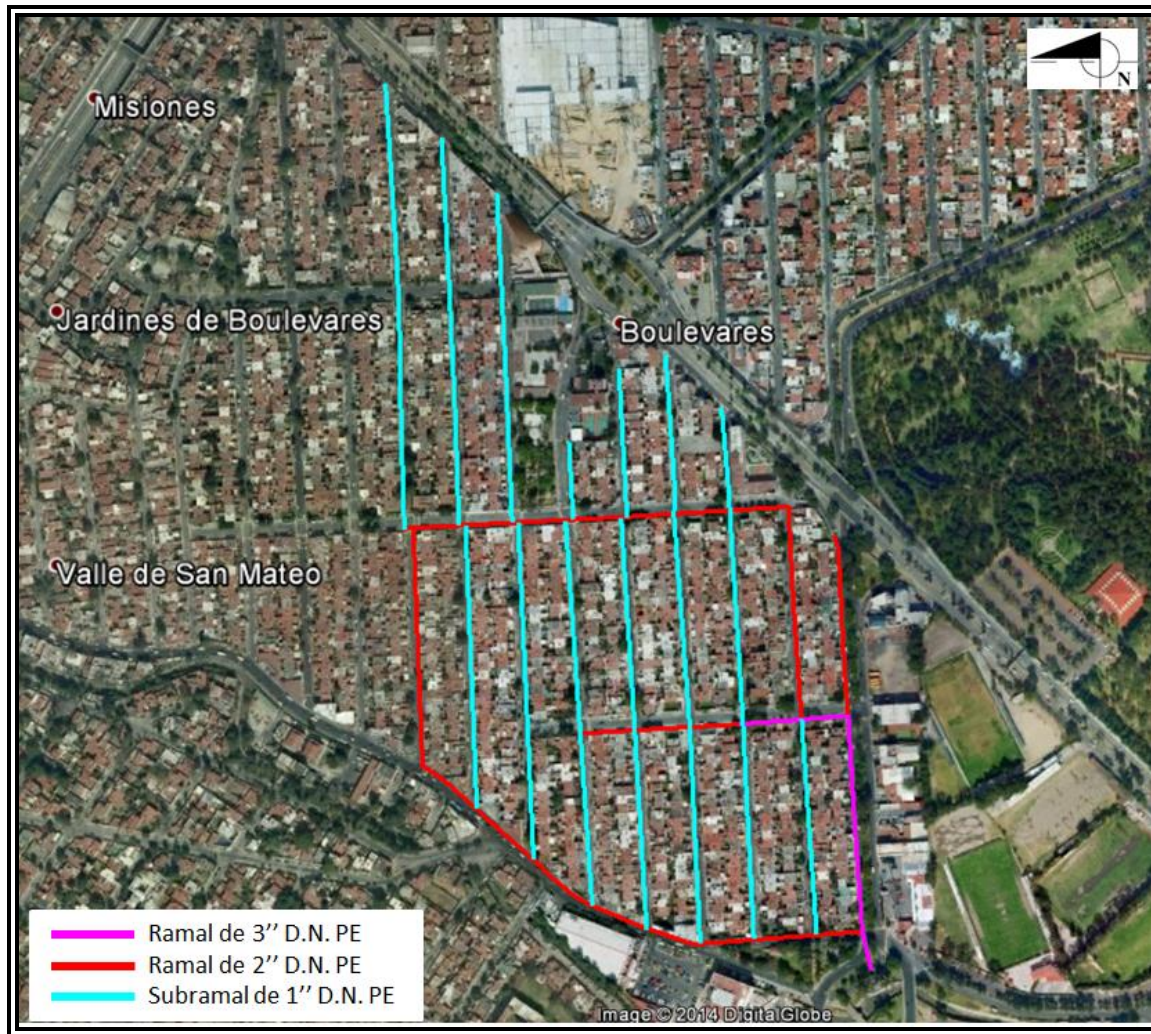 N
Misiones
Jardines de Boulevares
Boulevares
Valle de San Mateo
Ramal de 3’’ D.N. PE
Ramal de 2’’ D.N. PE
Subramal de 1’’ D.N. PE
Image © 2014 DigitalGlobe